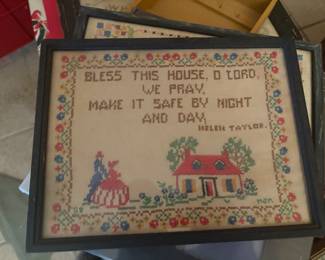 BLESS THIS HOUSE, O LORD,
WE PRAY,
MAKE IT SAFE BY NIGHT
AND DAY,
HELEN TAYLOR.